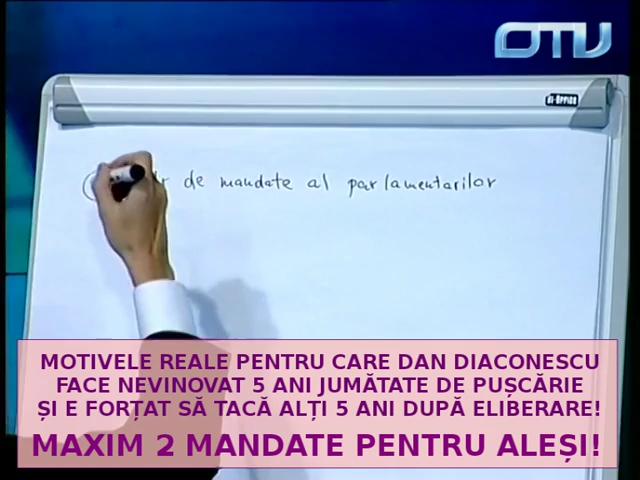 OTV
de mandate al parlamentarilor
MOTIVELE REALE PENTRU CARE DAN DIACONESCU
FACE NEVINOVAT 5 ANI JUMĂTATE DE PUȘCĂRIE
ȘI E FORȚAT SĂ TACĂ ALȚI 5 ANI DUPĂ ELIBERARE!
MAXIM 2 MANDATE PENTRU ALEȘI!